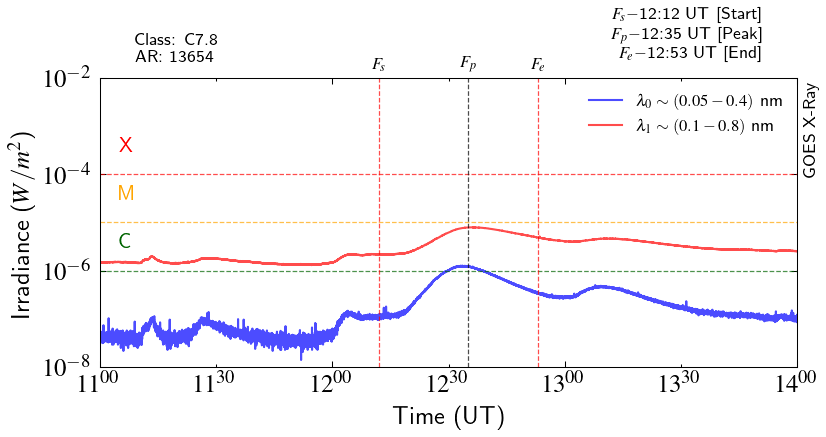 Class: C7.8
AR: 13654
F_s−12:12 UT [Start]
F_p−12:35 UT [Peak]
F_e−12:53 UT [End]
F_s
F_p
F_e
λ_0 ∼ (0.05 − 0.4) nm
λ_1 ∼ (0.1 − 0.8) nm
GOES X-Ray
Irradiance (W/m^2)
10^−2
10^−4
10^−6
10^−8
X
M
C
11^00
11^30
12^00
12^30
13^00
13^30
14^00
Time (UT)